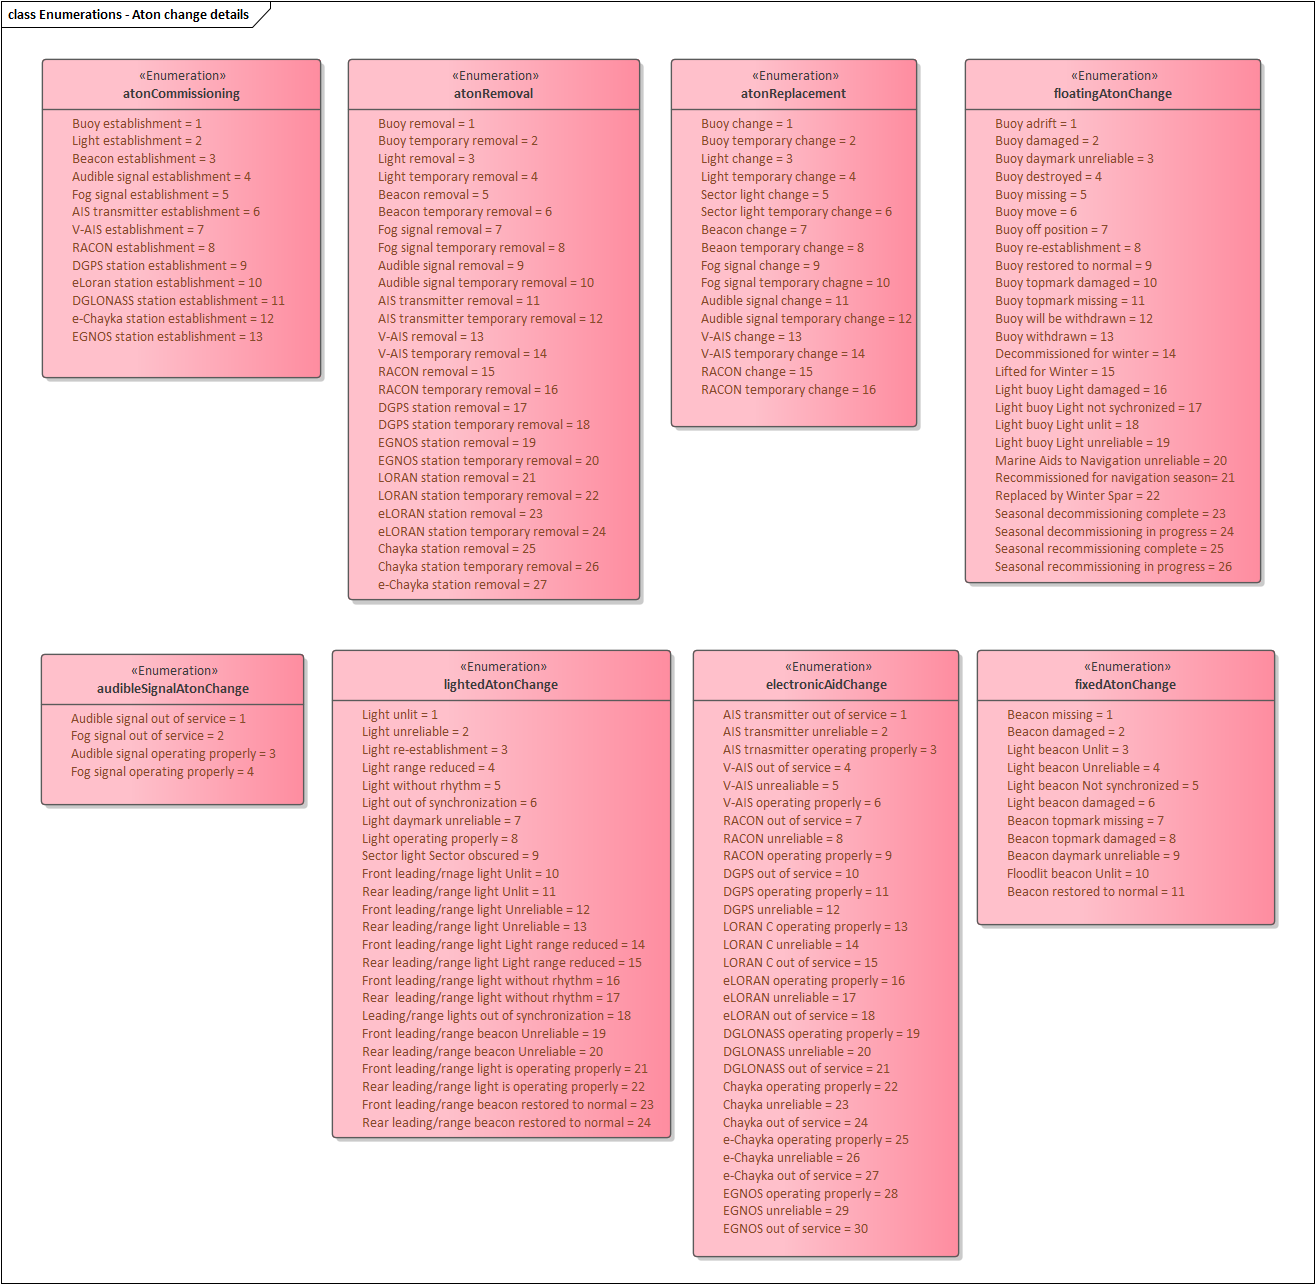 class Enumerations - Aton change details
«Enumeration»
atonCommissioning
Buoy establishment = 1
Light establishment = 2
Beacon establishment = 3
Audible signal establishment = 4
Fog signal establishment = 5
AIS transmitter establishment = 6
V-AIS establishment = 7
RACON establishment = 8
DGPS station establishment = 9
eLoran station establishment = 10
DGLONASS station establishment = 11
e-Chayka station establishment = 12
EGNOS station establishment = 13
«Enumeration»
atonRemoval
Buoy removal = 1
Buoy temporary removal = 2
Light removal = 3
Light temporary removal = 4
Beacon removal = 5
Beacon temporary removal = 6
Fog signal removal = 7
Fog signal temporary removal = 8
Audible signal removal = 9
Audible signal temporary removal = 10
AIS transmitter removal = 11
AIS transmitter temporary removal = 12
V-AIS removal = 13
V-AIS temporary removal = 14
RACON removal = 15
RACON temporary removal = 16
DGPS station removal = 17
DGPS station temporary removal = 18
EGNOS station removal = 19
EGNOS station temporary removal = 20
LORAN station removal = 21
LORAN station temporary removal = 22
eLORAN station removal = 23
eLORAN station temporary removal = 24
Chayka station removal = 25
Chayka station temporary removal = 26
e-Chayka station removal = 27
«Enumeration»
atonReplacement
Buoy change = 1
Buoy temporary change = 2
Light change = 3
Light temporary change = 4
Sector light change = 5
Sector light temporary change = 6
Beacon change = 7
Beaon temporary change = 8
Fog signal change = 9
Fog signal temporary chagne = 10
Audible signal change = 11
Audible signal temporary change = 12
V-AIS change = 13
V-AIS temporary change = 14
RACON change = 15
RACON temporary change = 16
«Enumeration»
floatingAtonChange
Buoy adrift = 1
Buoy damaged = 2
Buoy daymark unreliable = 3
Buoy destroyed = 4
Buoy missing = 5
Buoy move = 6
Buoy off position = 7
Buoy re-establishment = 8
Buoy restored to normal = 9
Buoy topmark damaged = 10
Buoy topmark missing = 11
Buoy will be withdrawn = 12
Buoy withdrawn = 13
Decommissioned for winter = 14
Lifted for Winter = 15
Light buoy Light damaged = 16
Light buoy Light not sychronized = 17
Light buoy Light unlit = 18
Light buoy Light unreliable = 19
Marine Aids to Navigation unreliable = 20
Recommissioned for navigation season= 21
Replaced by Winter Spar = 22
Seasonal decommissioning complete = 23
Seasonal decommissioning in progress = 24
Seasonal recommissioning complete = 25
Seasonal recommissioning in progress = 26
«Enumeration»
audibleSignalAtonChange
Audible signal out of service = 1
Fog signal out of service = 2
Audible signal operating properly = 3
Fog signal operating properly = 4
«Enumeration»
lightedAtonChange
Light unlit = 1
Light unreliable = 2
Light re-establishment = 3
Light range reduced = 4
Light without rhythm = 5
Light out of synchronization = 6
Light daymark unreliable = 7
Light operating properly = 8
Sector light Sector obscured = 9
Front leading/rnage light Unlit = 10
Rear leading/range light Unlit = 11
Front leading/range light Unreliable = 12
Rear leading/range light Unreliable = 13
Front leading/range light Light range reduced = 14
Rear leading/range light Light range reduced = 15
Front leading/range light without rhythm = 16
Rear  leading/range light without rhythm = 17
Leading/range lights out of synchronization = 18
Front leading/range beacon Unreliable = 19
Rear leading/range beacon Unreliable = 20
Front leading/range light is operating properly = 21
Rear leading/range light is operating properly = 22
Front leading/range beacon restored to normal = 23
Rear leading/range beacon restored to normal = 24
«Enumeration»
electronicAidChange
AIS transmitter out of service = 1
AIS transmitter unreliable = 2
AIS trnasmitter operating properly = 3
V-AIS out of service = 4
V-AIS unrealiable = 5
V-AIS operating properly = 6
RACON out of service = 7
RACON unreliable = 8
RACON operating properly = 9
DGPS out of service = 10
DGPS operating properly = 11
DGPS unreliable = 12
LORAN C operating properly = 13
LORAN C unreliable = 14
LORAN C out of service = 15
eLORAN operating properly = 16
eLORAN unreliable = 17
eLORAN out of service = 18
DGLONASS operating properly = 19
DGLONASS unreliable = 20
DGLONASS out of service = 21
Chayka operating properly = 22
Chayka unreliable = 23
Chayka out of service = 24
e-Chayka operating properly = 25
e-Chayka unreliable = 26
e-Chayka out of service = 27
EGNOS operating properly = 28
EGNOS unreliable = 29
EGNOS out of service = 30
«Enumeration»
fixedAtonChange
Beacon missing = 1
Beacon damaged = 2
Light beacon Unlit = 3
Light beacon Unreliable = 4
Light beacon Not synchronized = 5
Light beacon damaged = 6
Beacon topmark missing = 7
Beacon topmark damaged = 8
Beacon daymark unreliable = 9
Floodlit beacon Unlit = 10
Beacon restored to normal = 11